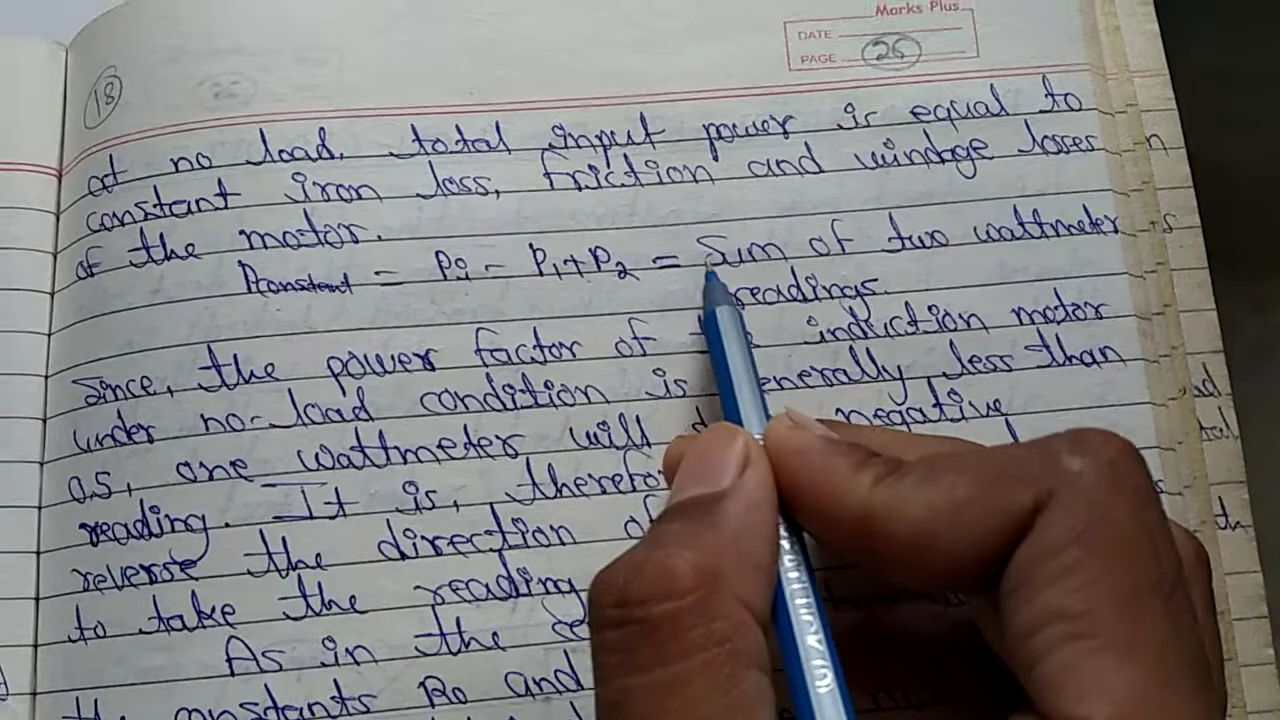 Marks Plus
DATE
PAGE 26
18
at no load. total input power is equal to
constant iron loss, friction and windage losses
of the motor.
Pconstant = Pi - P1 + P2 = Sum of two wattmeter
readings.
Since, the power factor of induction motor
under no-load condition is generally less than
0.5, one wattmeter will negative
reading. It is,
reverse the direction of
to take the reading
As in the
constants Ro and